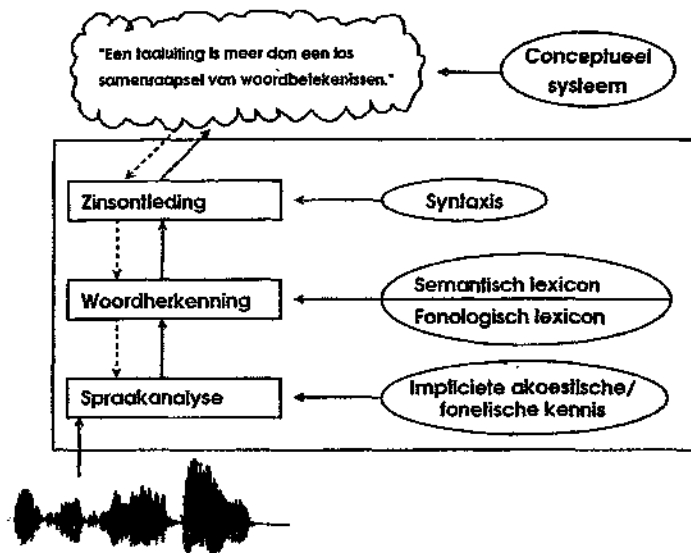 "Een taaluiting is meer dan een los
samenraapsel van woordbetekenissen."
Conceptueel
systeem
Zinsontleding
Syntaxis
Woordherkenning
Semantisch lexicon
Fonologisch lexicon
Spraakanalyse
Impliciete akoestische/
fonetische kennis